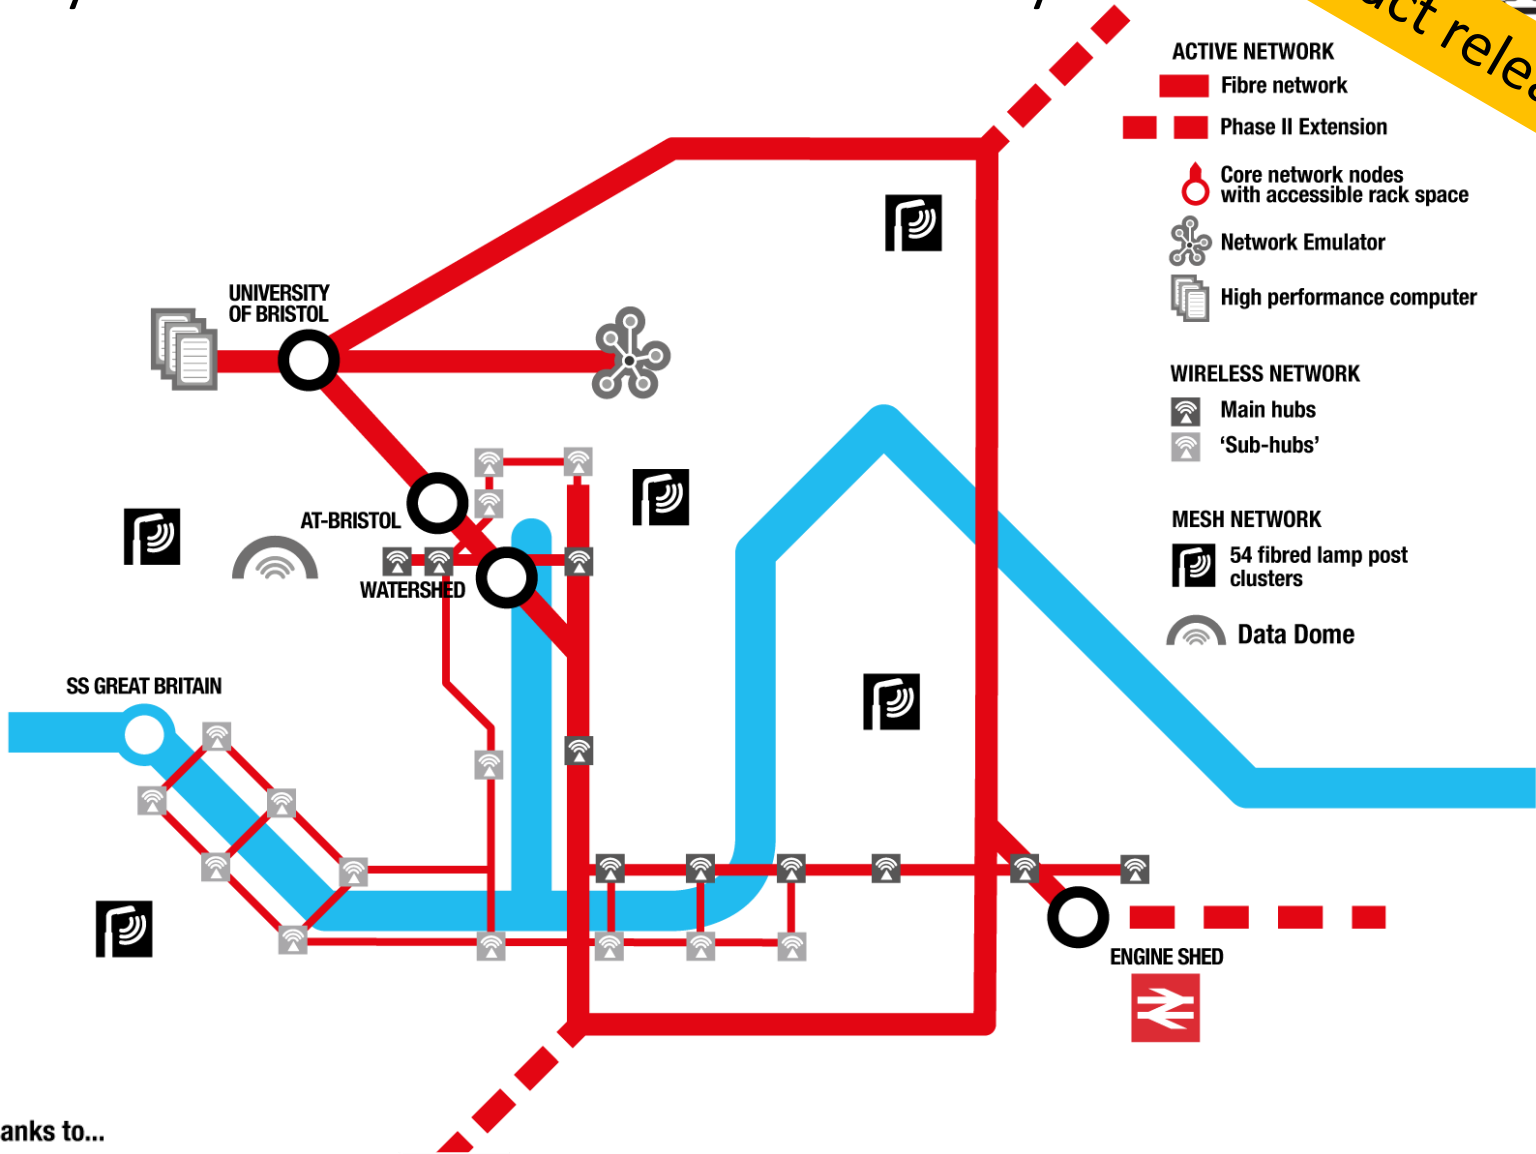 ACTIVE NETWORK
Fibre network
Phase II Extension
Core network nodes
with accessible rack space
Network Emulator
High performance computer
WIRELESS NETWORK
Main hubs
‘Sub-hubs’
MESH NETWORK
54 fibred lamp post
clusters
Data Dome
UNIVERSITY
OF BRISTOL
AT-BRISTOL
WATERSHED
SS GREAT BRITAIN
ENGINE SHED
anks to...